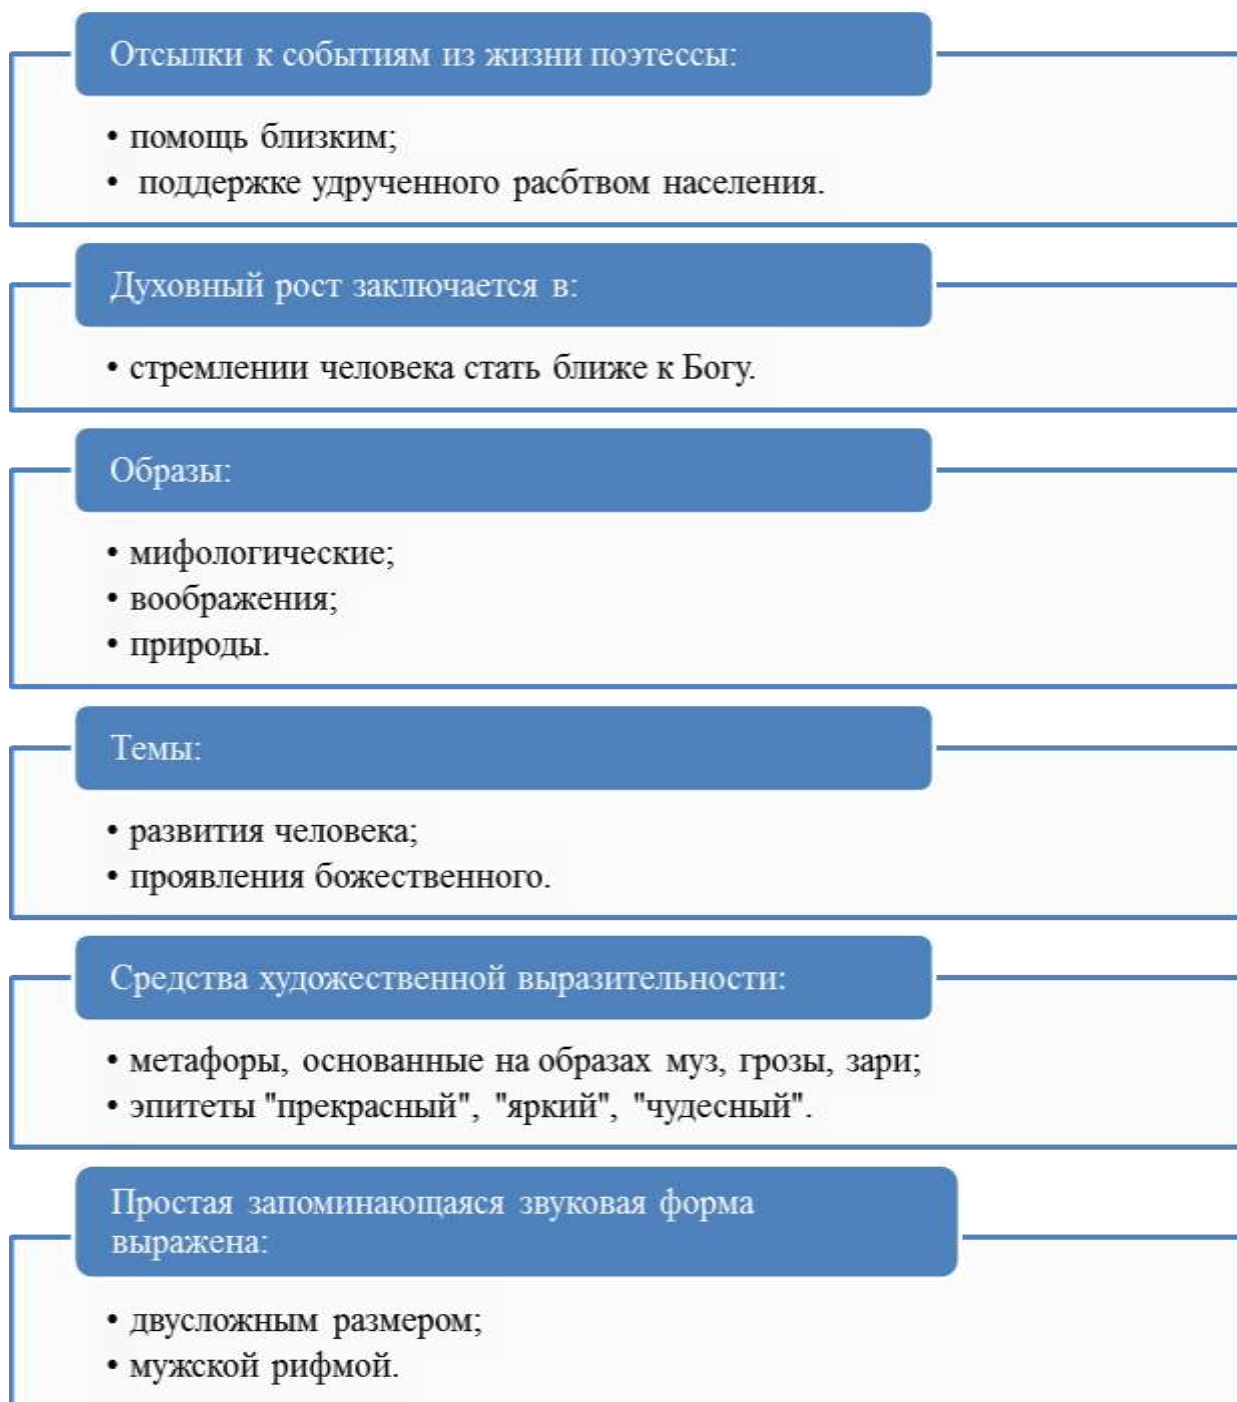 Отсылки к событиям из жизни поэтессы:
• помощь близким;
• поддержке удрученного расбтвом населения.
Духовный рост заключается в:
• стремлении человека стать ближе к Богу.
Образы:
• мифологические;
• воображения;
• природы.
Темы:
• развития человека;
• проявления божественного.
Средства художественной выразительности:
• метафоры, основанные на образах муз, грозы, зари;
• эпитеты "прекрасный", "яркий", "чудесный".
Простая запоминающаяся звуковая форма
выражена:
• двусложным размером;
• мужской рифмой.